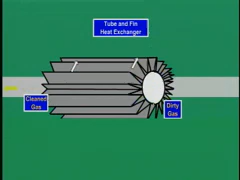 Tube and Fin
Heat Exchanger
Cleaned
Gas
Dirty
Gas